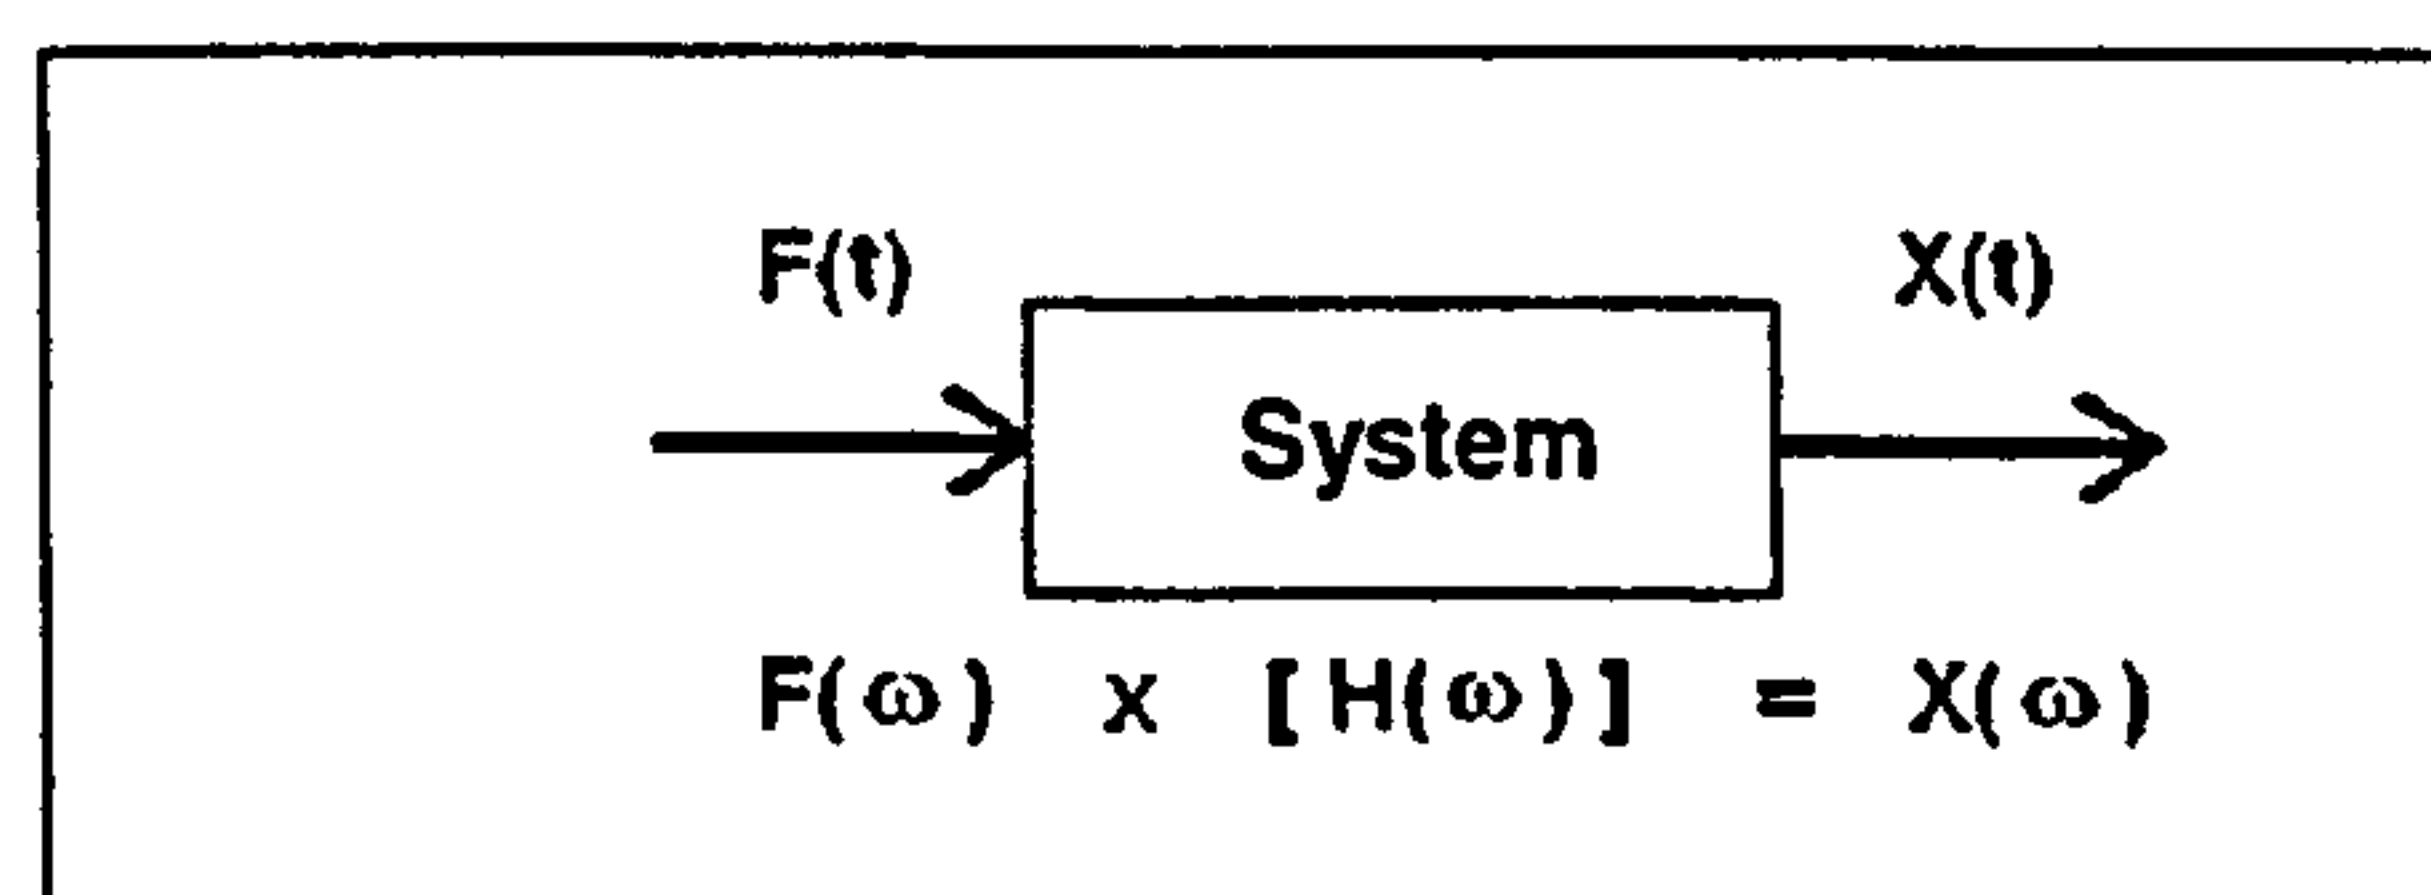 F(t) X(t)
System
F(ω) x [H(ω)] = X(ω)